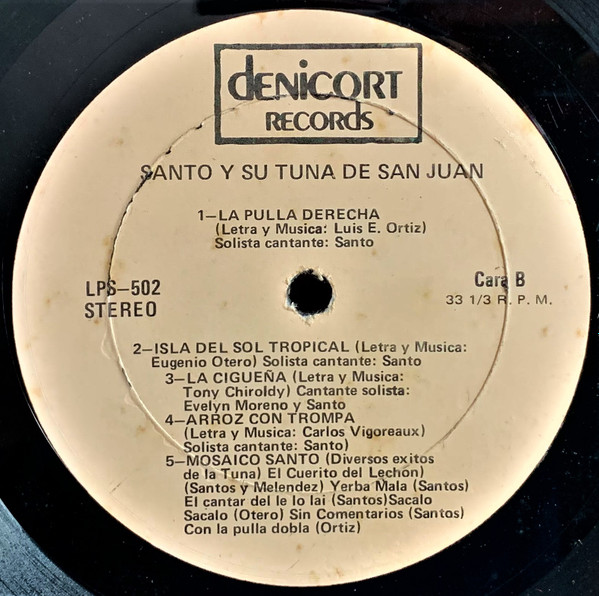 denicort
records
SANTO Y SU TUNA DE SAN JUAN
1—LA PULLA DERECHA
(Letra y Musica: Luis E. Ortiz)
Solista cantante: Santo
LPS—502
STEREO
Cara B
33 1/3 R. P. M.
2—ISLA DEL SOL TROPICAL (Letra y Musica:
Eugenio Otero) Solista cantante: Santo
3—LA CIGUEÑA (Letra y Musica:
Tony Chiroldy) Cantante solista:
Evelyn Moreno y Santo
4—ARROZ CON TROMPA
(Letra y Musica: Carlos Vigoreaux)
Solista cantante: Santo)
5—MOSAICO SANTO (Diversos exitos
de la Tuna) El Cuerito del Lechón)
(Santos y Melendez) Yerba Mala (Santos)
El cantar del le lo lai (Santos)Sacalo
Sacalo (Otero) Sin Comentarios (Santos)
Con la pulla dobla (Ortiz)